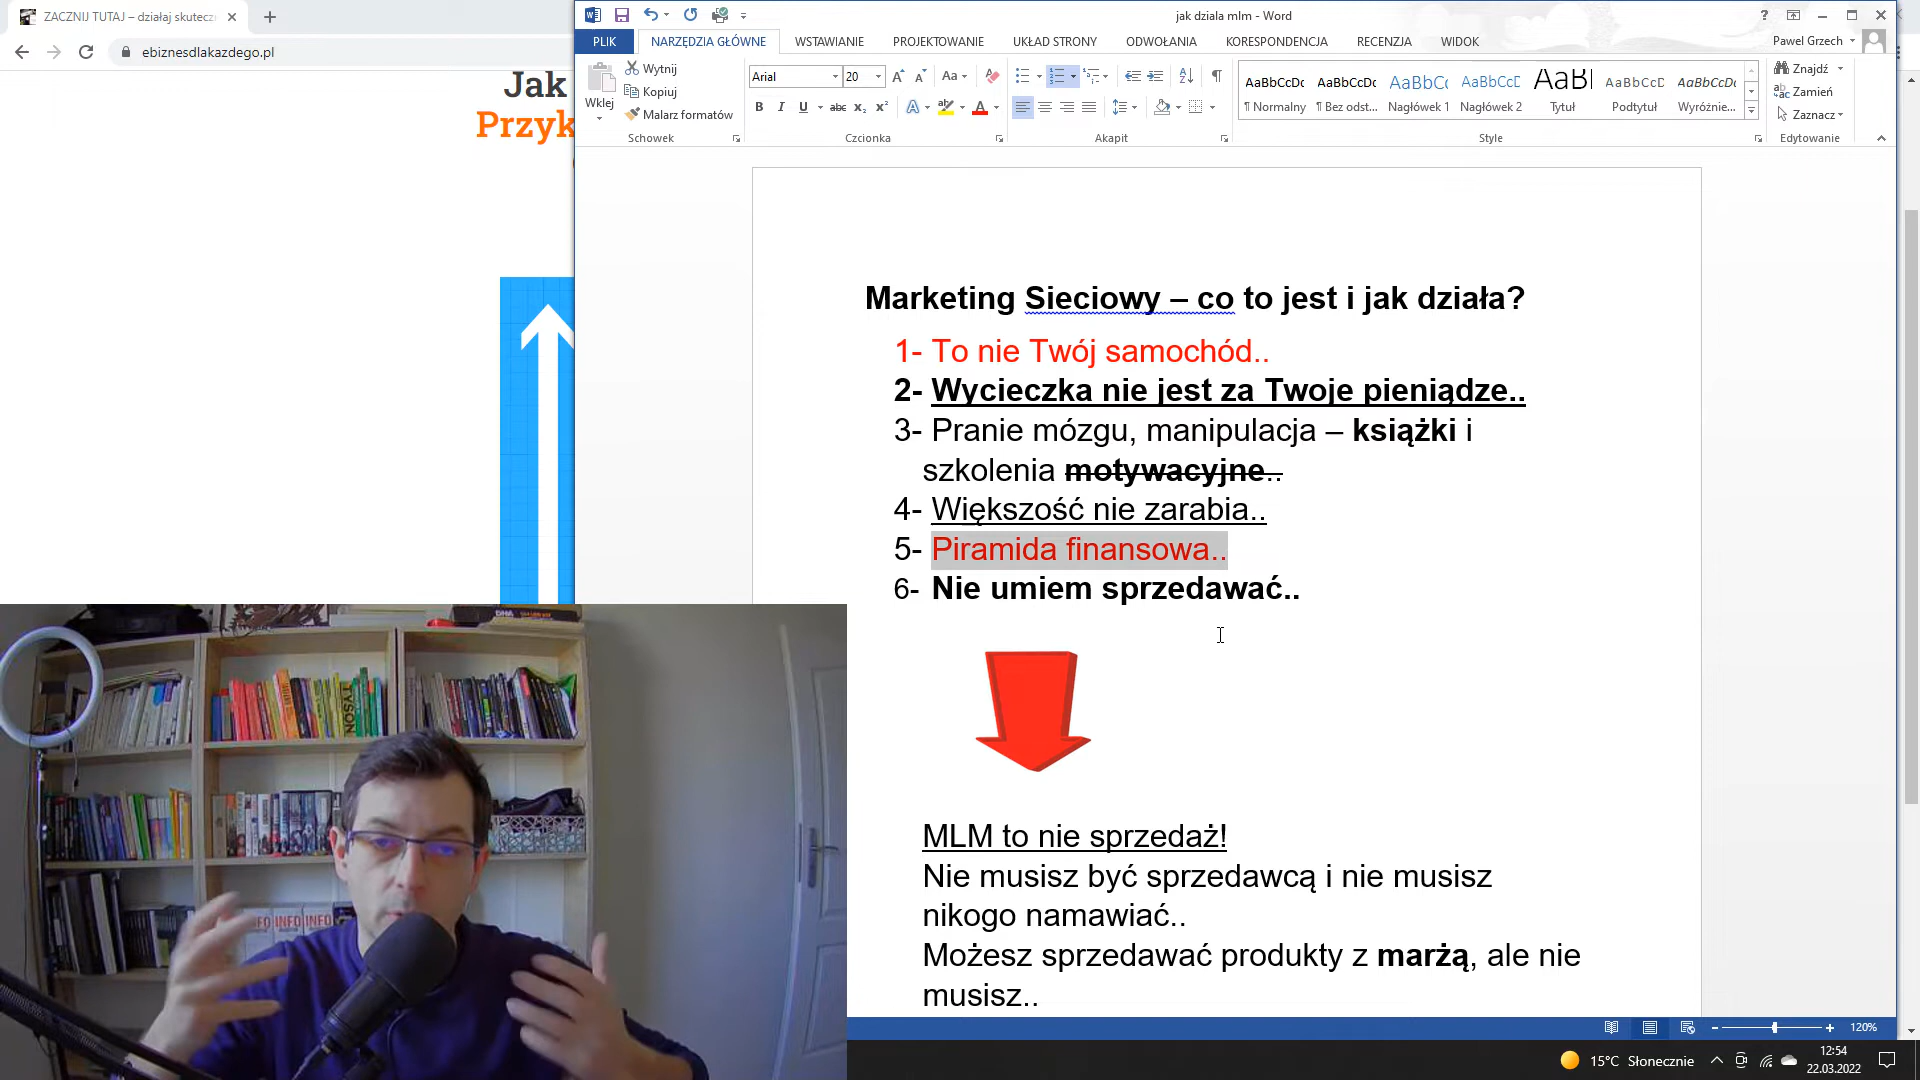 ZACZNIJ TUTAJ – działaj skutecz
jak dziala mlm - Word
ebiznesdlakazdego.pl
PLIK NARZĘDZIA GŁÓWNE WSTAWIANIE PROJEKTOWANIE UKŁAD STRONY ODWOŁANIA KORESPONDENCJA RECENZJA WIDOK
Pawel Grzech
Wytnij
Kopiuj
Malarz formatów
Wklej
Arial 20
AaBbCcDc AaBbCcDc AaBbCc AaBbCcD AaBl AaBbCcD AaBbCcDc
¶ Normalny ¶ Bez odst... Nagłówek 1 Nagłówek 2 Tytuł Podtytuł Wyróżnie...
Znajdź
Zamień
Zaznacz
Schowek Czcionka Akapit Style Edytowanie
Jak
Przyk
Marketing Sieciowy – co to jest i jak działa?
1- To nie Twój samochód..
2- Wycieczka nie jest za Twoje pieniądze..
3- Pranie mózgu, manipulacja – książki i
szkolenia motywacyjne..
4- Większość nie zarabia..
5- Piramida finansowa..
6- Nie umiem sprzedawać..
MLM to nie sprzedaż!
Nie musisz być sprzedawcą i nie musisz
nikogo namawiać..
Możesz sprzedawać produkty z marżą, ale nie
musisz..
TYSON
INFO INFO
120%
15°C Słonecznie
12:54
22.03.2022